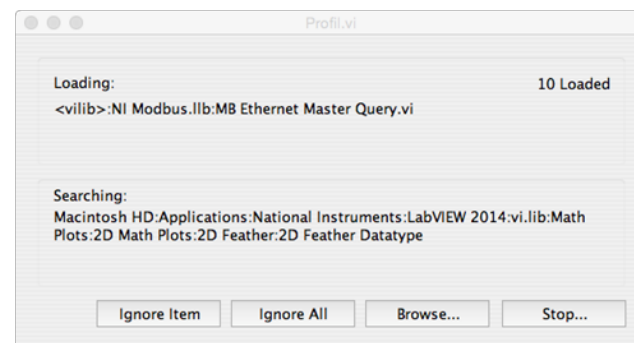 Profil.vi
Loading:
10 Loaded
<vilib>:NI Modbus.llb:MB Ethernet Master Query.vi
Searching:
Macintosh HD:Applications:National Instruments:LabVIEW 2014:vi.lib:Math
Plots:2D Math Plots:2D Feather:2D Feather Datatype
Ignore Item
Ignore All
Browse...
Stop...